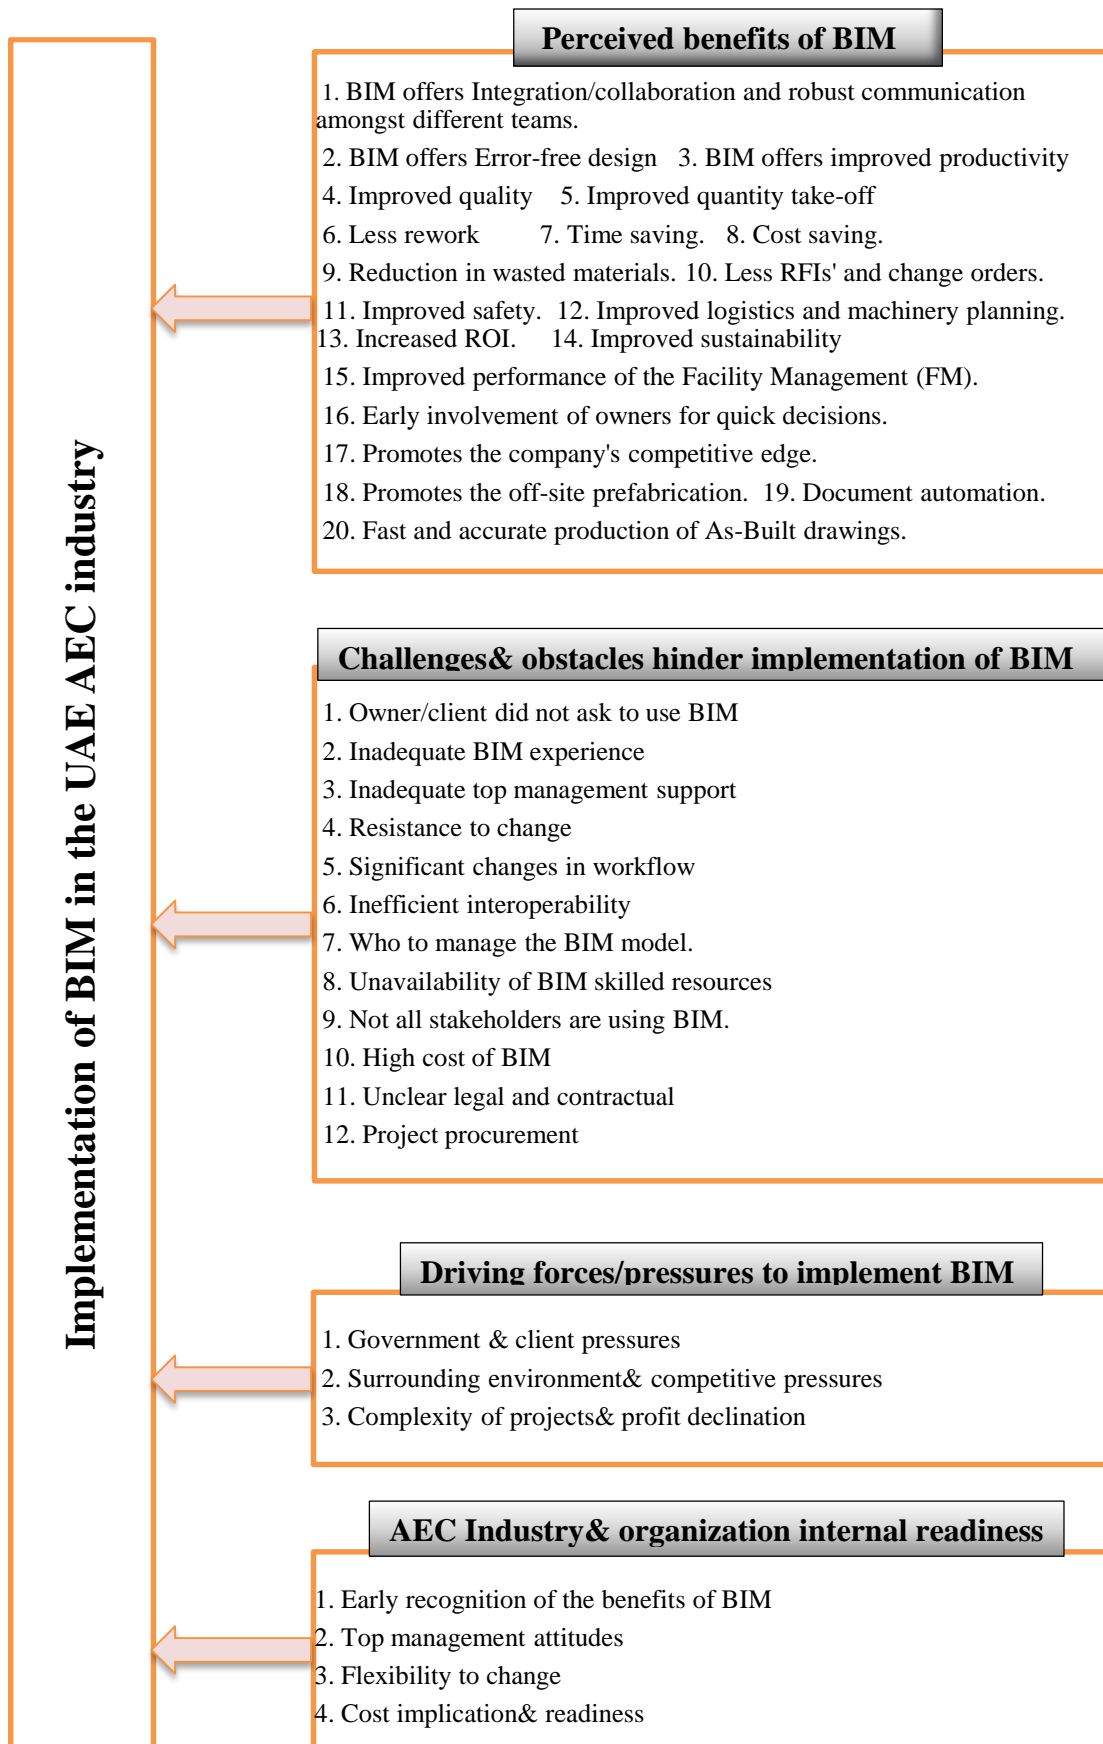 Implementation of BIM in the UAE AEC industry
Perceived benefits of BIM
1. BIM offers Integration/collaboration and robust communication
amongst different teams.
2. BIM offers Error-free design 3. BIM offers improved productivity
4. Improved quality 5. Improved quantity take-off
6. Less rework 7. Time saving. 8. Cost saving.
9. Reduction in wasted materials. 10. Less RFIs' and change orders.
11. Improved safety. 12. Improved logistics and machinery planning.
13. Increased ROI. 14. Improved sustainability
15. Improved performance of the Facility Management (FM).
16. Early involvement of owners for quick decisions.
17. Promotes the company's competitive edge.
18. Promotes the off-site prefabrication. 19. Document automation.
20. Fast and accurate production of As-Built drawings.
Challenges& obstacles hinder implementation of BIM
1. Owner/client did not ask to use BIM
2. Inadequate BIM experience
3. Inadequate top management support
4. Resistance to change
5. Significant changes in workflow
6. Inefficient interoperability
7. Who to manage the BIM model.
8. Unavailability of BIM skilled resources
9. Not all stakeholders are using BIM.
10. High cost of BIM
11. Unclear legal and contractual
12. Project procurement
Driving forces/pressures to implement BIM
1. Government & client pressures
2. Surrounding environment& competitive pressures
3. Complexity of projects& profit declination
AEC Industry& organization internal readiness
1. Early recognition of the benefits of BIM
2. Top management attitudes
3. Flexibility to change
4. Cost implication& readiness